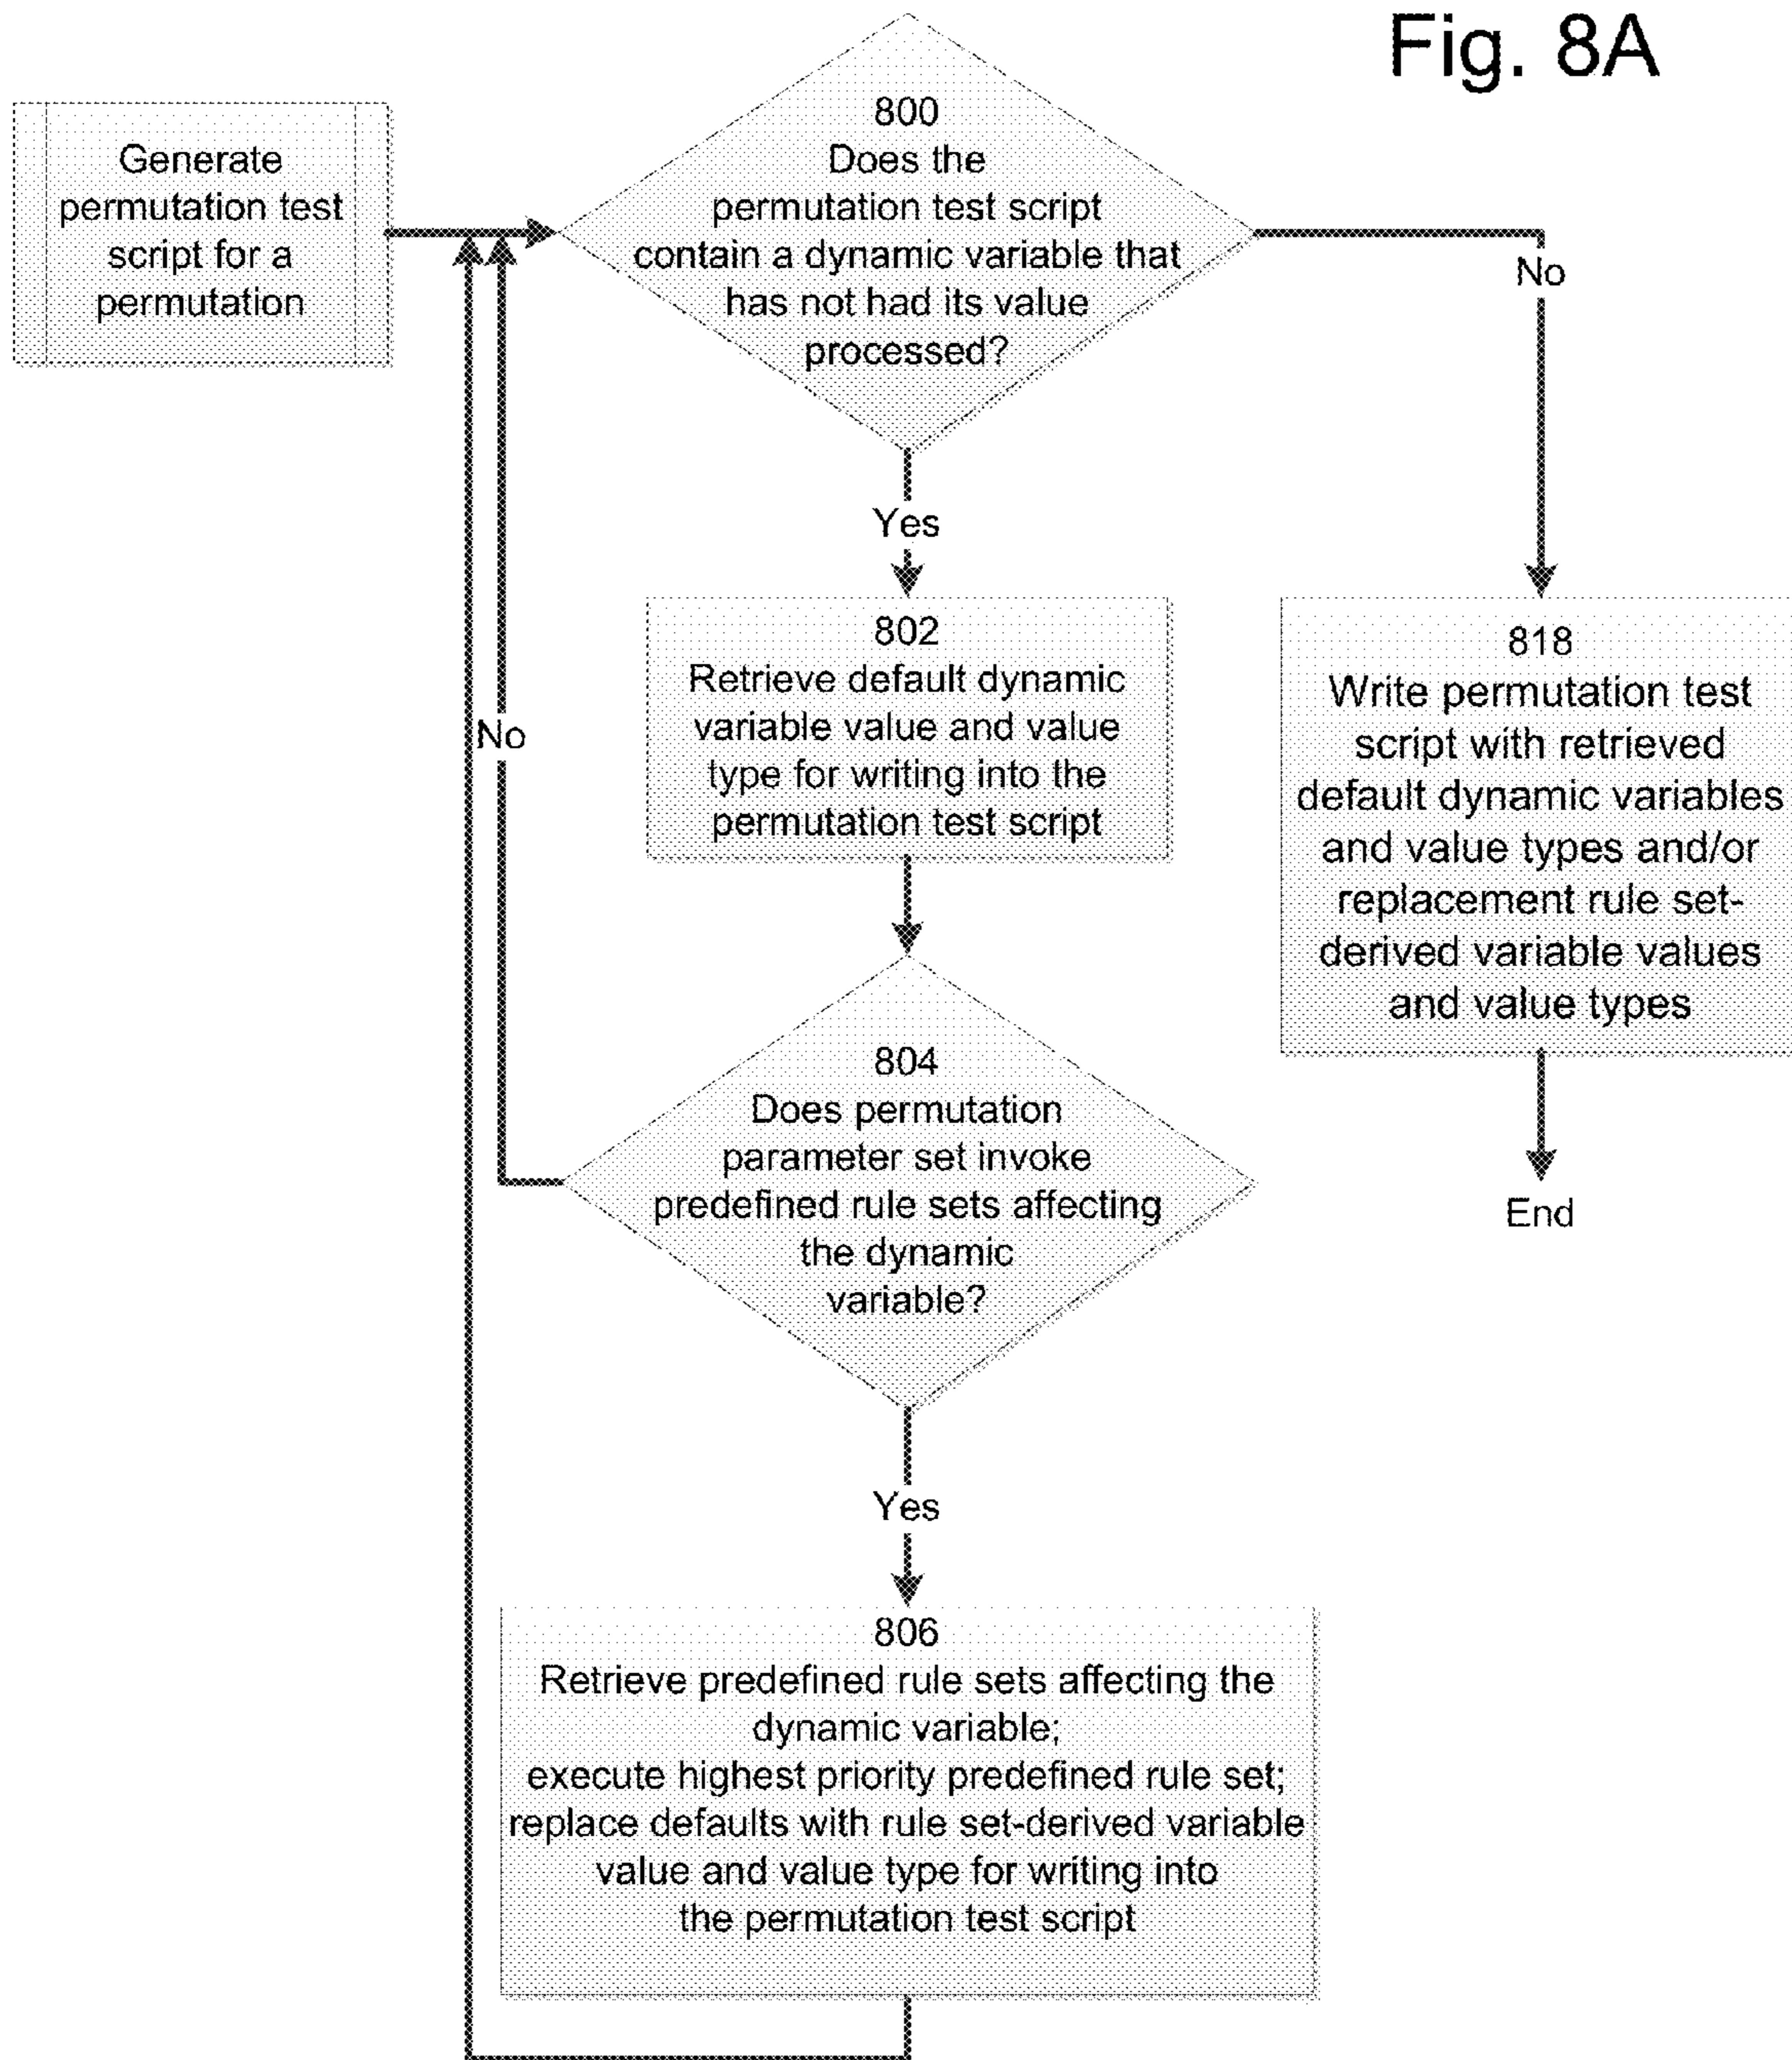 Fig. 8A
Generate
permutation test
script for a
permutation
800
Does the
permutation test script
contain a dynamic variable that
has not had its value
processed?
No
Yes
802
Retrieve default dynamic
variable value and value
type for writing into the
permutation test script
818
Write permutation test
script with retrieved
default dynamic variables
and value types and/or
replacement rule set-
derived variable values
and value types
No
804
Does permutation
parameter set invoke
predefined rule sets affecting
the dynamic
variable?
End
Yes
806
Retrieve predefined rule sets affecting the
dynamic variable;
execute highest priority predefined rule set;
replace defaults with rule set-derived variable
value and value type for writing into
the permutation test script